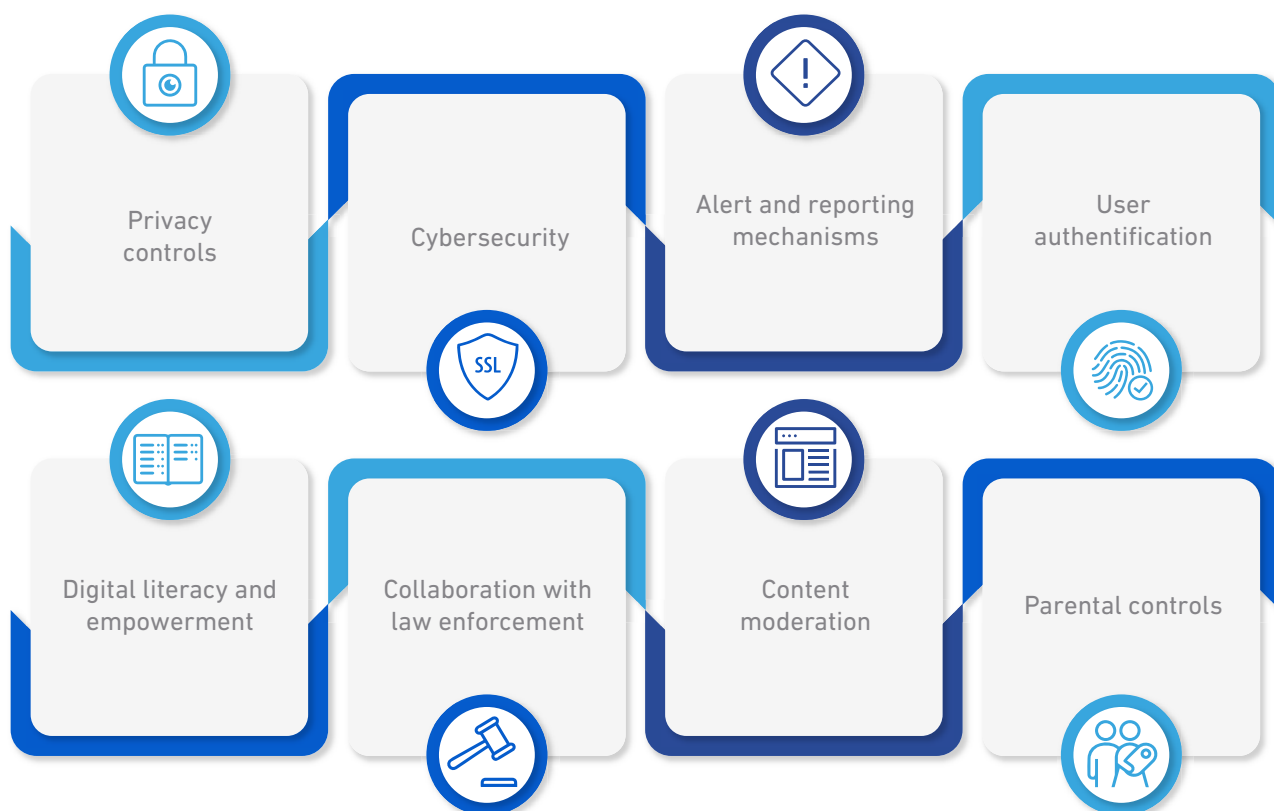 Privacy
controls
Cybersecurity
SSL
Alert and reporting
mechanisms
User
authentification
Digital literacy and
empowerment
Collaboration with
law enforcement
Content
moderation
Parental controls